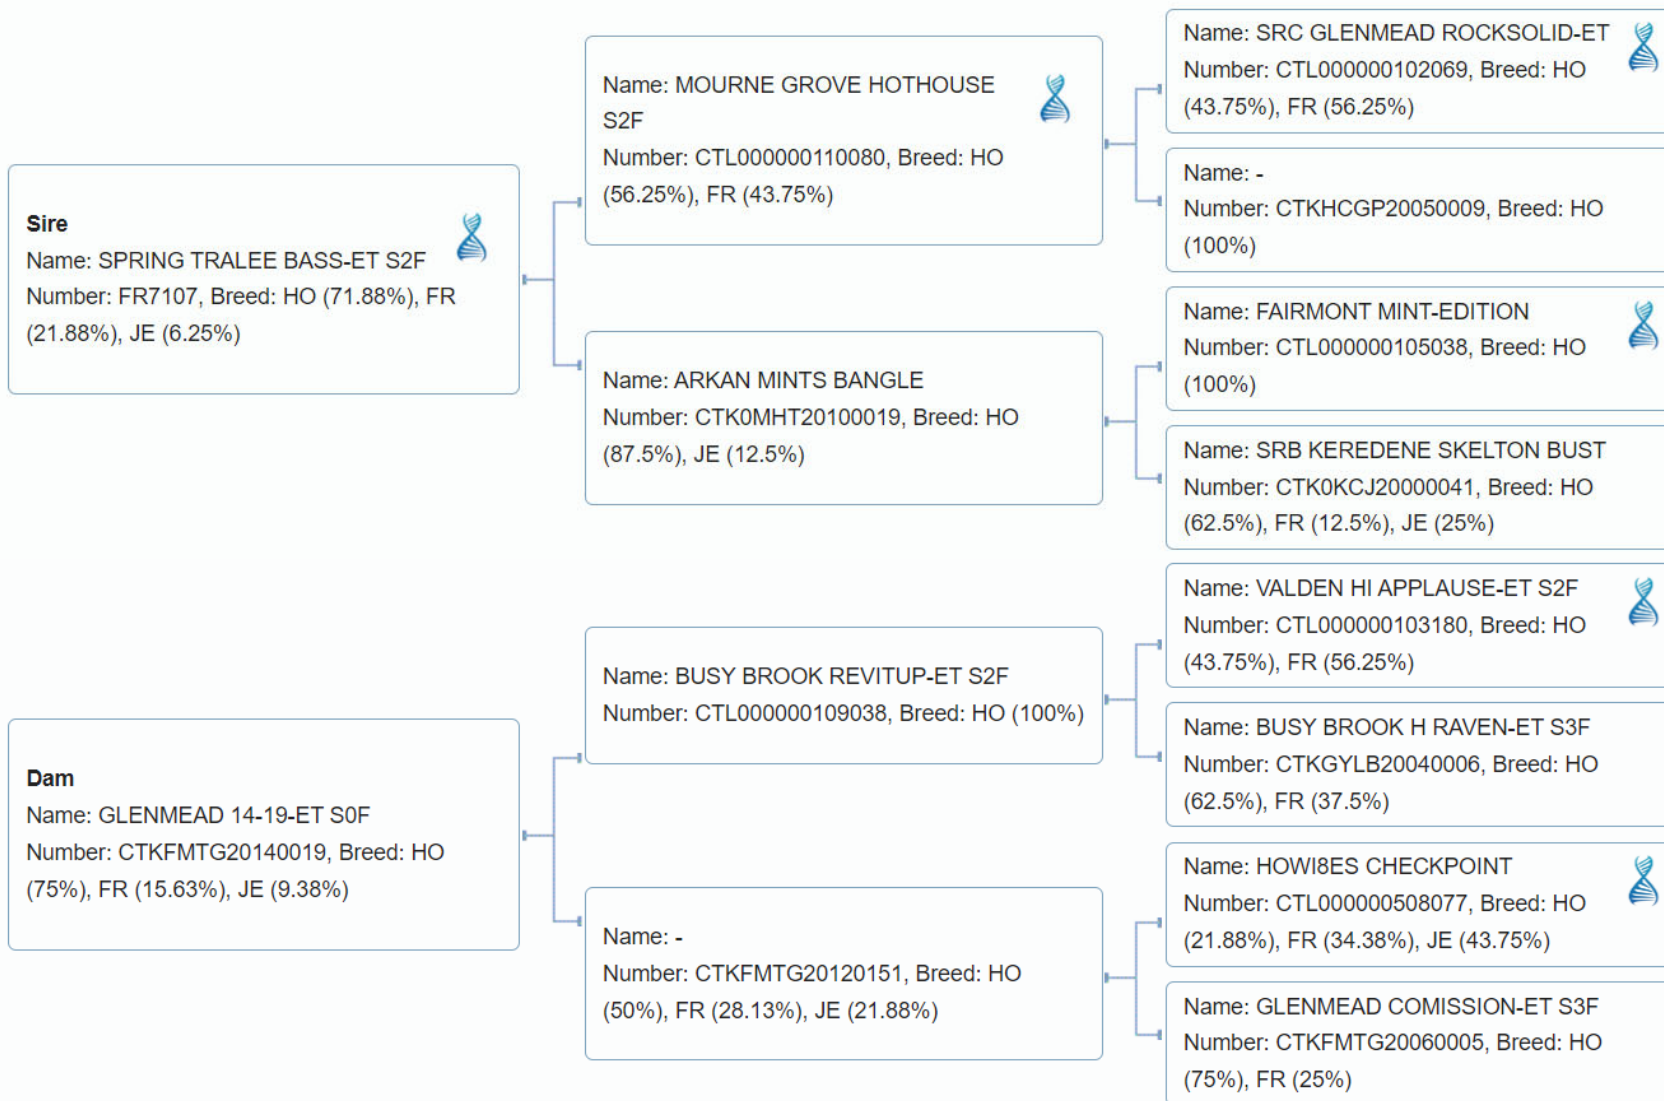 Sire
Name: SPRING TRALEE BASS-ET S2F
Number: FR7107, Breed: HO (71.88%), FR
(21.88%), JE (6.25%)
Dam
Name: GLENMEAD 14-19-ET S0F
Number: CTKFMTG20140019, Breed: HO
(75%), FR (15.63%), JE (9.38%)
Name: MOURNE GROVE HOTHOUSE
S2F
Number: CTL000000110080, Breed: HO
(56.25%), FR (43.75%)
Name: ARKAN MINTS BANGLE
Number: CTK0MHT20100019, Breed: HO
(87.5%), JE (12.5%)
Name: BUSY BROOK REVITUP-ET S2F
Number: CTL000000109038, Breed: HO (100%)
Name: -
Number: CTKFMTG20120151, Breed: HO
(50%), FR (28.13%), JE (21.88%)
Name: SRC GLENMEAD ROCKSOLID-ET
Number: CTL000000102069, Breed: HO
(43.75%), FR (56.25%)
Name: -
Number: CTKHCGP20050009, Breed: HO
(100%)
Name: FAIRMONT MINT-EDITION
Number: CTL000000105038, Breed: HO
(100%)
Name: SRB KEREDENE SKELTON BUST
Number: CTK0KCJ20000041, Breed: HO
(62.5%), FR (12.5%), JE (25%)
Name: VALDEN HI APPLAUSE-ET S2F
Number: CTL000000103180, Breed: HO
(43.75%), FR (56.25%)
Name: BUSY BROOK H RAVEN-ET S3F
Number: CTKGYLB20040006, Breed: HO
(62.5%), FR (37.5%)
Name: HOWI8ES CHECKPOINT
Number: CTL000000508077, Breed: HO
(21.88%), FR (34.38%), JE (43.75%)
Name: GLENMEAD COMISSION-ET S3F
Number: CTKFMTG20060005, Breed: HO
(75%), FR (25%)